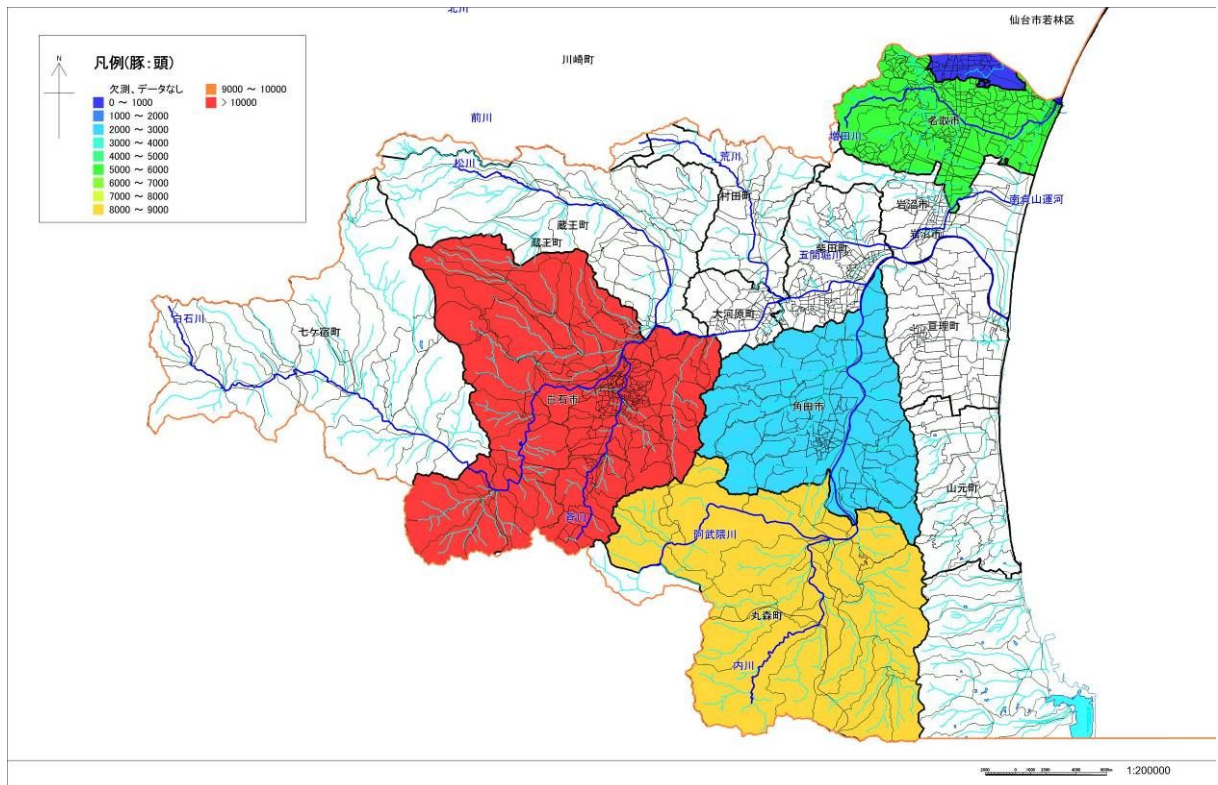 北川
仙台市若林区
N
凡例(豚:頭)
欠測、データなし
0 ～ 1000
1000 ～ 2000
2000 ～ 3000
3000 ～ 4000
4000 ～ 5000
5000 ～ 6000
6000 ～ 7000
7000 ～ 8000
8000 ～ 9000
9000 ～ 10000
> 10000
川崎町
前川
松川
荒川
増田川
名取市
村田町
岩沼市
南貞山運河
蔵王町
蔵王町
柴田町
岩沼市
五間堀川
白石川
七ケ宿町
大河原町
亘理町
白石市
角田市
山元町
斎川
阿武隈川
丸森町
内川
1:200000